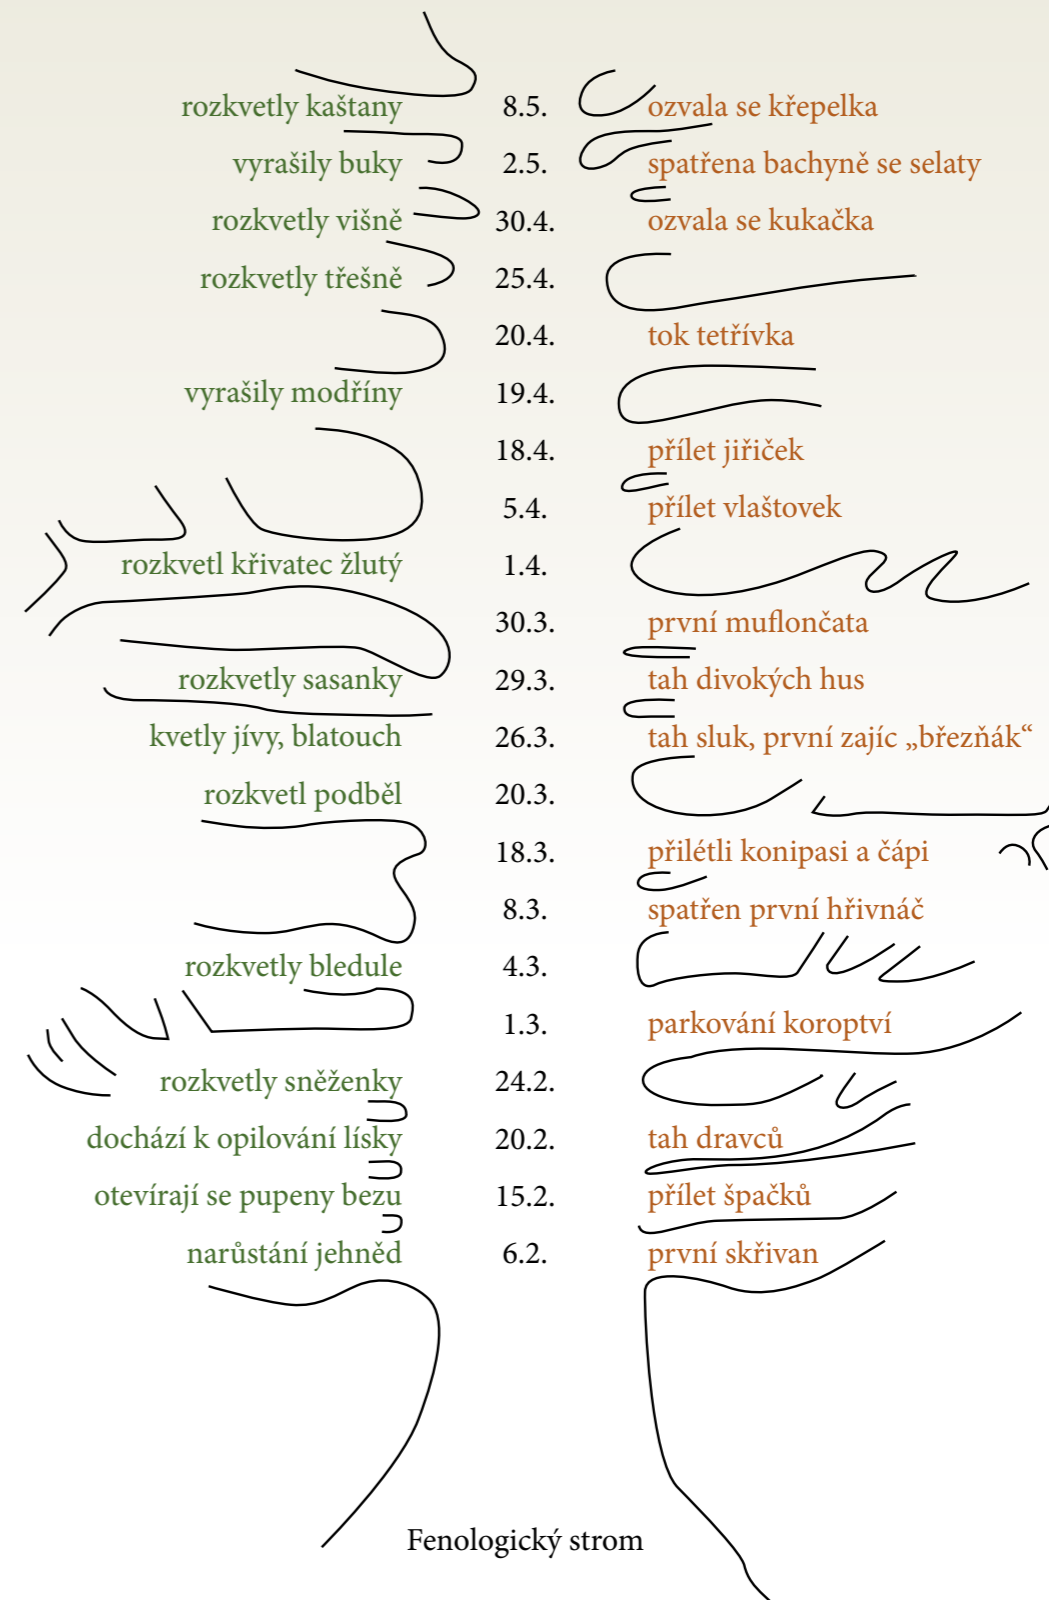 rozkvetly kaštany 8.5. ozvala se křepelka
vyrašily buky 2.5. spatřena bachyně se selaty
rozkvetly višně 30.4. ozvala se kukačka
rozkvetly třešně 25.4.
20.4. tok tetřívka
vyrašily modříny 19.4.
18.4. přílet jiřiček
5.4. přílet vlaštovek
rozkvetl křivatec žlutý 1.4.
30.3. první muflončata
rozkvetly sasanky 29.3. tah divokých hus
kvetly jívy, blatouch 26.3. tah sluk, první zajíc „březňák“
rozkvetl podběl 20.3.
18.3. přilétli konipasi a čápi
8.3. spatřen první hřivnáč
rozkvetly bledule 4.3.
1.3. parkování koroptví
rozkvetly sněženky 24.2.
dochází k opilování lísky 20.2. tah dravců
otevírají se pupeny bezu 15.2. přílet špačků
narůstání jehněd 6.2. první skřivan
Fenologický strom